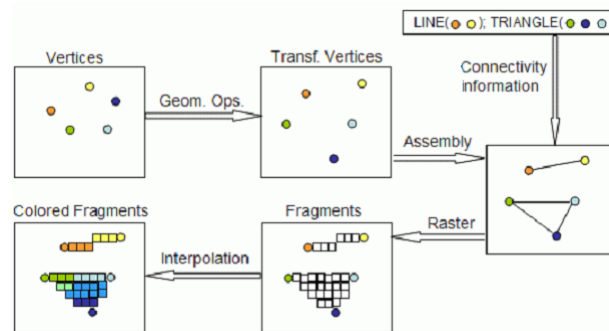 LINE( ); TRIANGLE( )
Vertices
Transf. Vertices
Geom. Ops.
Connectivity
information
Assembly
Colored Fragments
Fragments
Raster
Interpolation